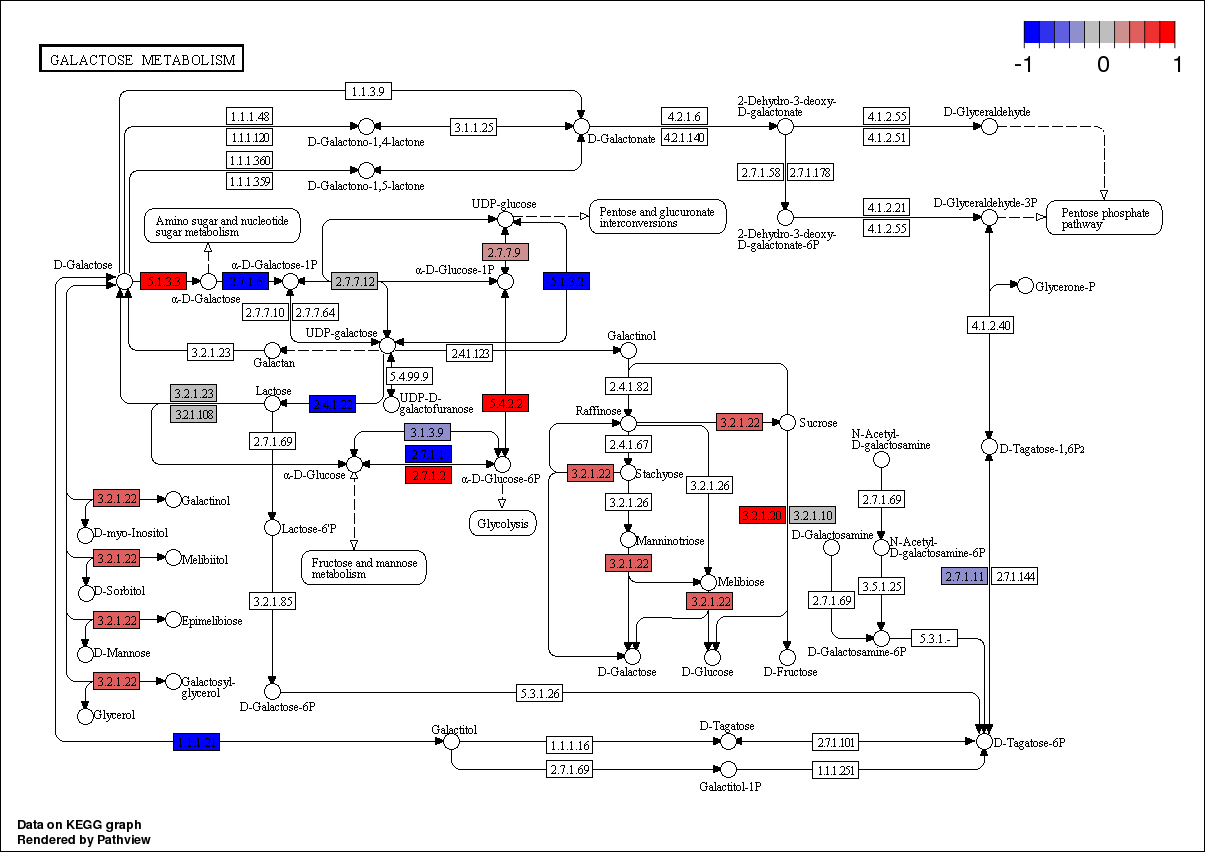 GALACTOSE METABOLISM
-1 0 1
1.1.3.9
1.1.1.48
1.1.1.120
D-Galactono-1,4-lactone
3.1.1.25
D-Galactonate
4.2.1.6
4.2.1.140
2-Dehydro-3-deoxy-
D-galactonate
4.1.2.55
4.1.2.51
D-Glyceraldehyde
1.1.1.360
1.1.1.359
D-Galactono-1,5-lactone
2.7.1.58
2.7.1.178
Amino sugar and nucleotide
sugar metabolism
UDP-glucose
Pentose and glucuronate
interconversions
2-Dehydro-3-deoxy-
D-galactonate-6P
4.1.2.21
4.1.2.55
D-Glyceraldehyde-3P
Pentose phosphate
pathway
D-Galactose
5.1.3.3
α-D-Galactose
α-D-Galactose-1P
2.7.7.12
α-D-Glucose-1P
2.7.7.9
2.7.7.10
2.7.7.64
Glycerone-P
4.1.2.40
UDP-galactose
3.2.1.23
Galactan
2.4.1.123
Galactinol
5.4.99.9
2.4.1.82
3.2.1.23
3.2.1.108
Lactose
UDP-D-
galactofuranose
5.4.2.2
Raffinose
3.2.1.22
Sucrose
2.7.1.69
3.1.3.9
2.7.1.1
2.7.1.2
α-D-Glucose
α-D-Glucose-6P
2.4.1.67
3.2.1.22
Stachyose
3.2.1.26
3.2.1.26
N-Acetyl-
D-galactosamine
D-Tagatose-1,6P2
2.7.1.69
3.2.1.22
Galactinol
D-myo-Inositol
Lactose-6'P
Glycolysis
Manninotriose
3.2.1.20
3.2.1.10
D-Galactosamine
N-Acetyl-
D-galactosamine-6P
3.2.1.22
Melibiitol
D-Sorbitol
Fructose and mannose
metabolism
3.2.1.22
Melibiose
3.2.1.22
2.7.1.11
2.7.1.144
3.5.1.25
2.7.1.69
3.2.1.85
3.2.1.22
Epimelibiose
D-Mannose
D-Galactose
D-Glucose
D-Fructose
D-Galactosamine-6P
5.3.1.-
3.2.1.22
Galactosyl-
glycerol
Glycerol
D-Galactose-6P
5.3.1.26
Galactitol
1.1.1.16
D-Tagatose
2.7.1.101
D-Tagatose-6P
2.7.1.69
Galactitol-1P
1.1.1.251
Data on KEGG graph
Rendered by Pathview